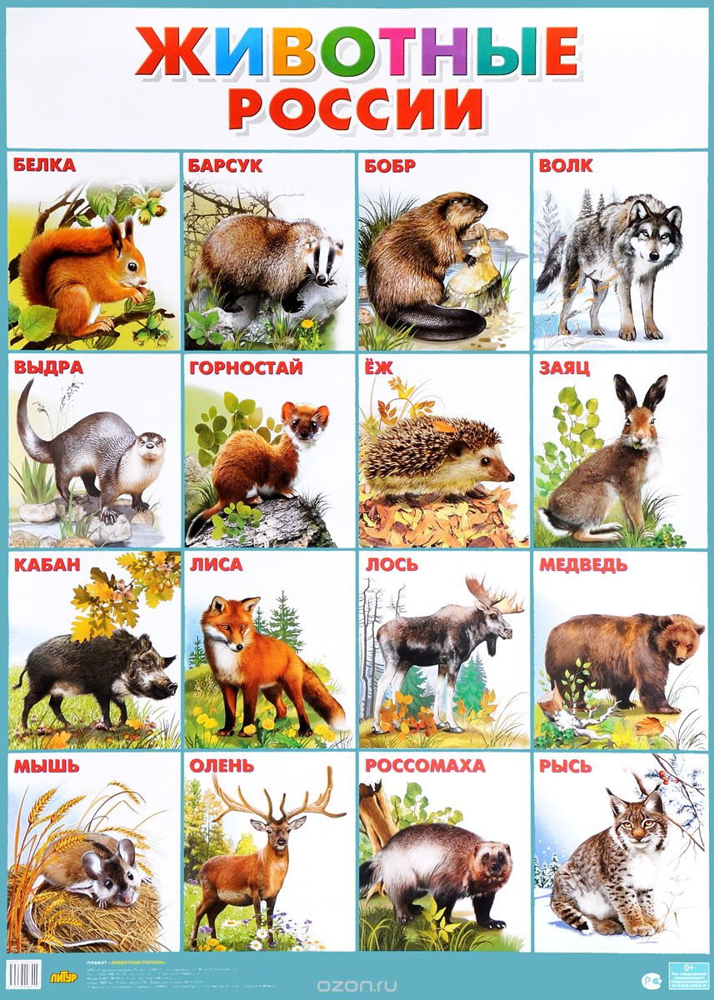 ЖИВОТНЫЕ
РОССИИ
БЕЛКА
БАРСУК
БОБР
ВОЛК
ВЫДРА
ГОРНОСТАЙ
ЁЖ
ЗАЯЦ
КАБАН
ЛИСА
ЛОСЬ
МЕДВЕДЬ
МЫШЬ
ОЛЕНЬ
РОССОМАХА
РЫСЬ
ПЛАКАТ «ЖИВОТНЫЕ РОССИИ»
ЛИТУР
0+
ozon.ru